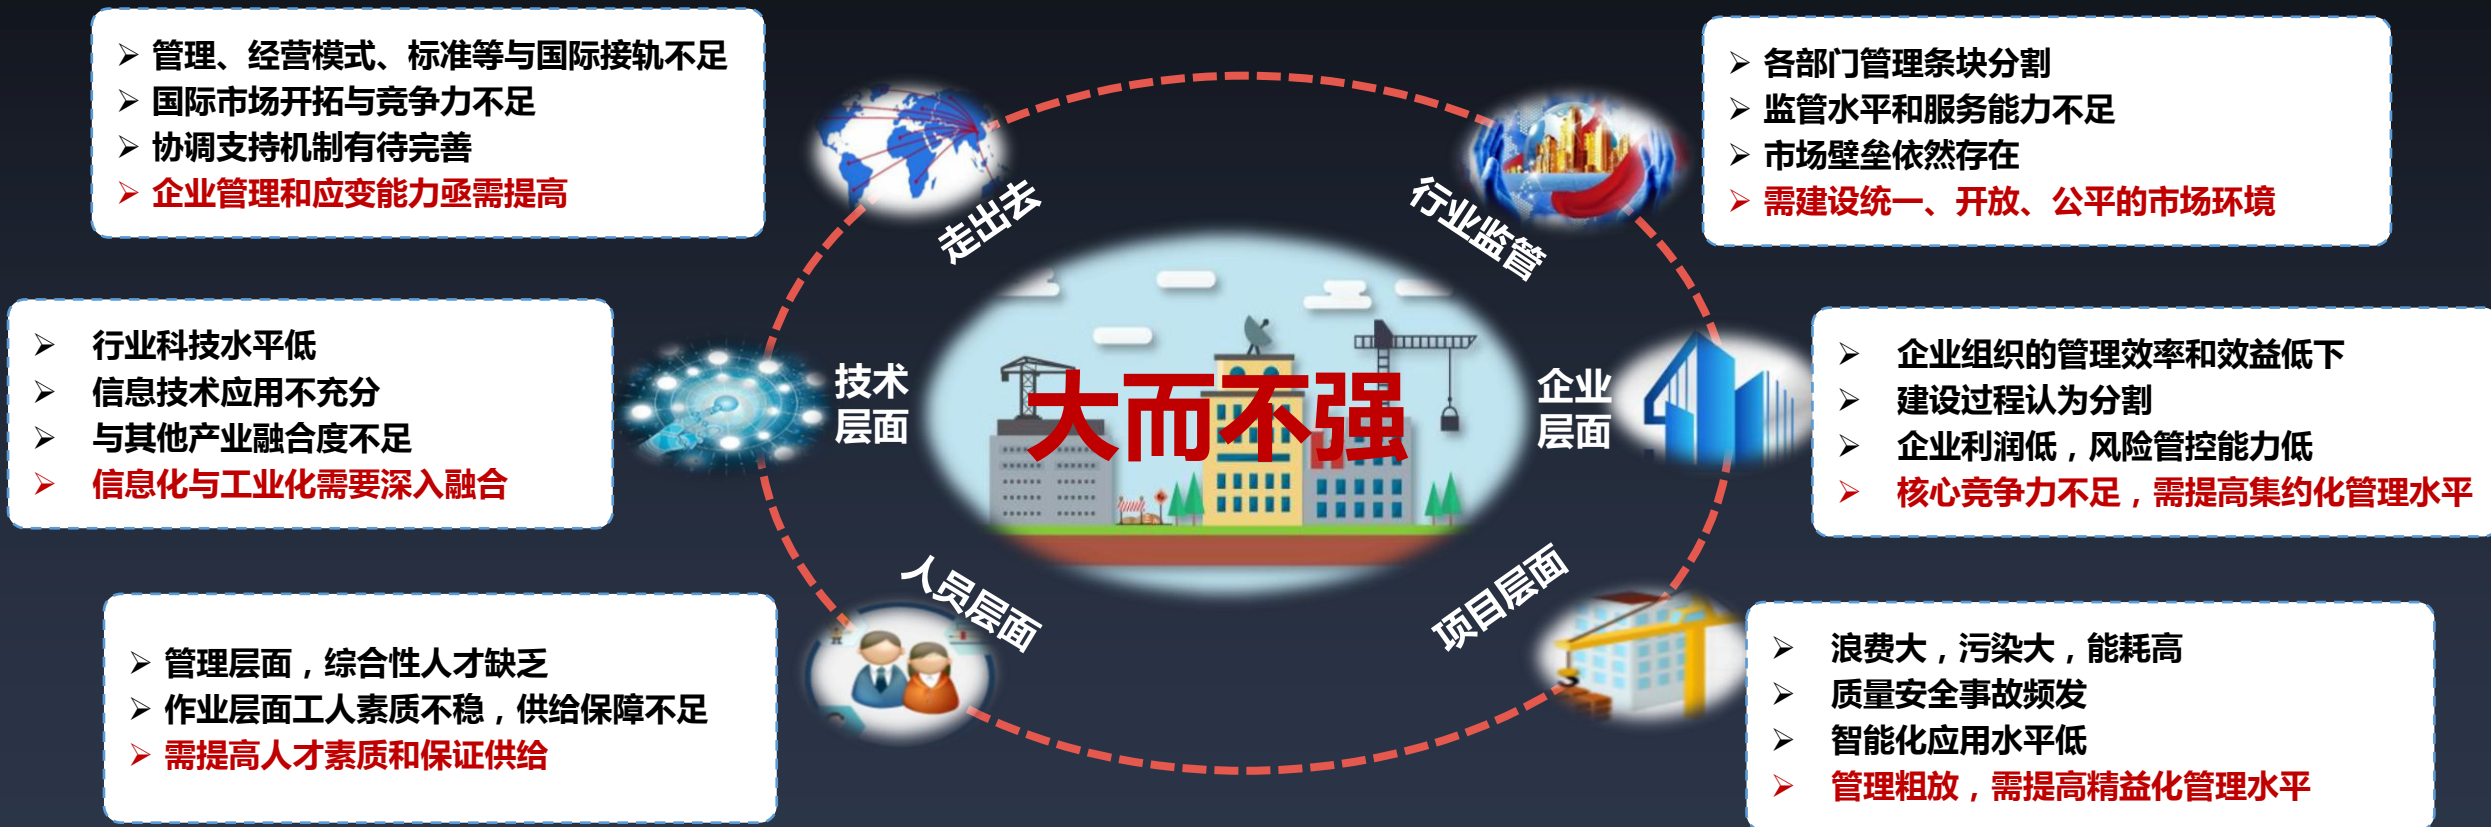 管理、经营模式、标准等与国际接轨不足
国际市场开拓与竞争力不足
协调支持机制有待完善
企业管理和应变能力亟需提高
走出去
行业监管
各部门管理条块分割
监管水平和服务能力不足
市场壁垒依然存在
需建设统一、开放、公平的市场环境
行业科技水平低
信息技术应用不充分
与其他产业融合度不足
信息化与工业化需要深入融合
技术
层面
大而不强
企业
层面
企业组织的管理效率和效益低下
建设过程认为分割
企业利润低，风险管控能力低
核心竞争力不足，需提高集约化管理水平
管理层面，综合性人才缺乏
作业层面工人素质不稳，供给保障不足
需提高人才素质和保证供给
人员层面
项目层面
浪费大，污染大，能耗高
质量安全事故频发
智能化应用水平低
管理粗放，需提高精益化管理水平